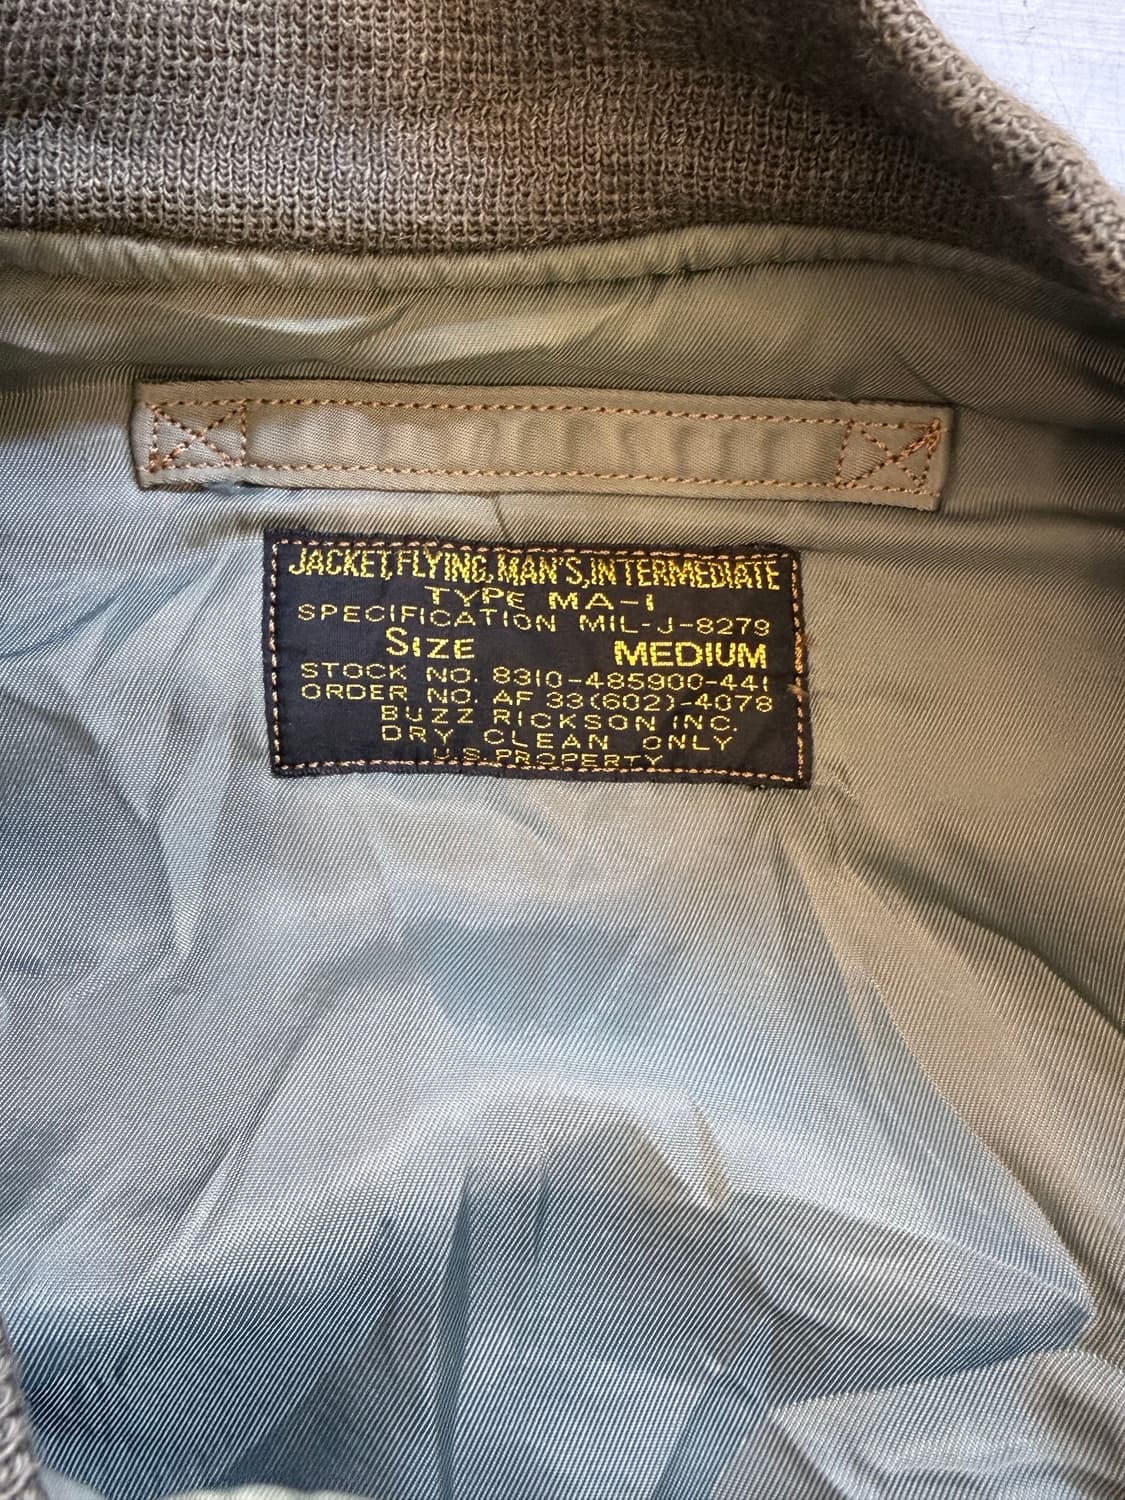 JACKET, FLYING, MAN'S, INTERMEDIATE
TYPE MA-1
SPECIFICATION MIL-J-8279
SIZE MEDIUM
STOCK NO. 8310-485900-441
ORDER NO. AF 33(602)-4078
BUZZ RICKSON INC.
DRY CLEAN ONLY
U.S. PROPERTY